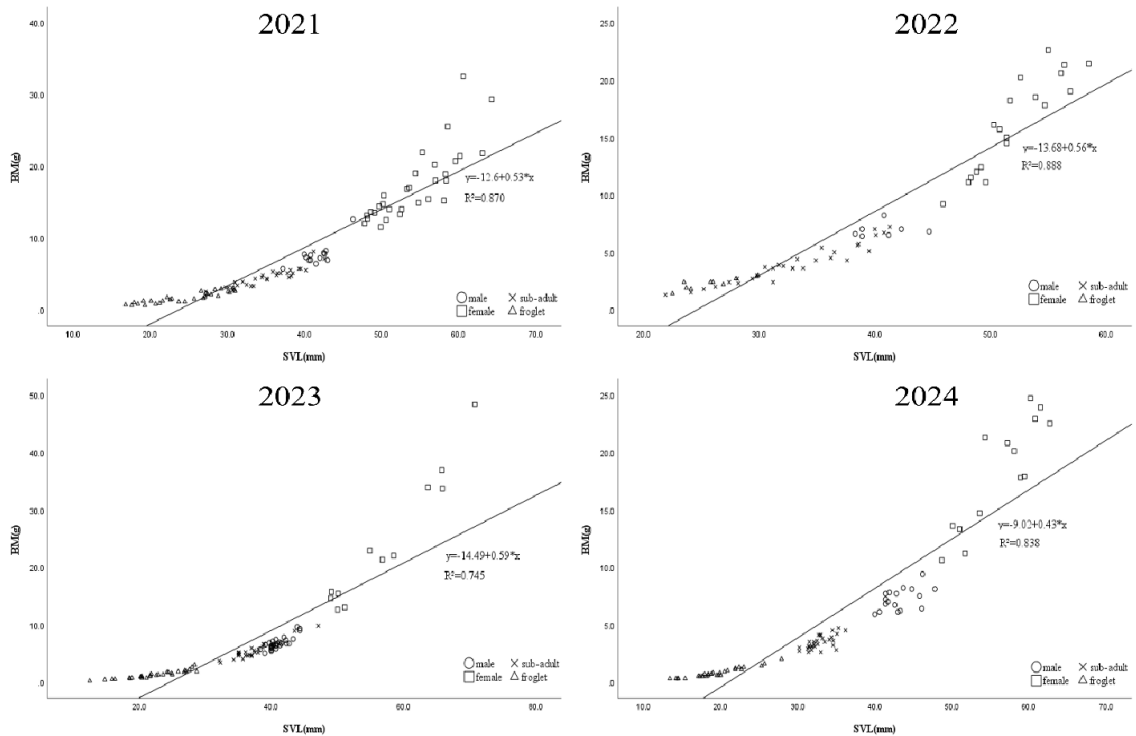 2021
40.0
30.0
20.0
10.0
.0
BM(g)
y=-12.6+0.53*x
R²=0.870
male sub-adult
female froglet
10.0 20.0 30.0 40.0 50.0 60.0 70.0
SVL(mm)
2022
25.0
20.0
15.0
10.0
5.0
.0
BM(g)
y=-13.68+0.56*x
R²=0.888
male sub-adult
female froglet
20.0 30.0 40.0 50.0 60.0
SVL(mm)
2023
50.0
40.0
30.0
20.0
10.0
.0
BM(g)
y=-14.49+0.59*x
R²=0.745
male sub-adult
female froglet
20.0 40.0 60.0 80.0
SVL(mm)
2024
25.0
20.0
15.0
10.0
5.0
.0
BM(g)
y=-9.02+0.43*x
R²=0.838
male sub-adult
female froglet
10.0 20.0 30.0 40.0 50.0 60.0 70.0
SVL(mm)